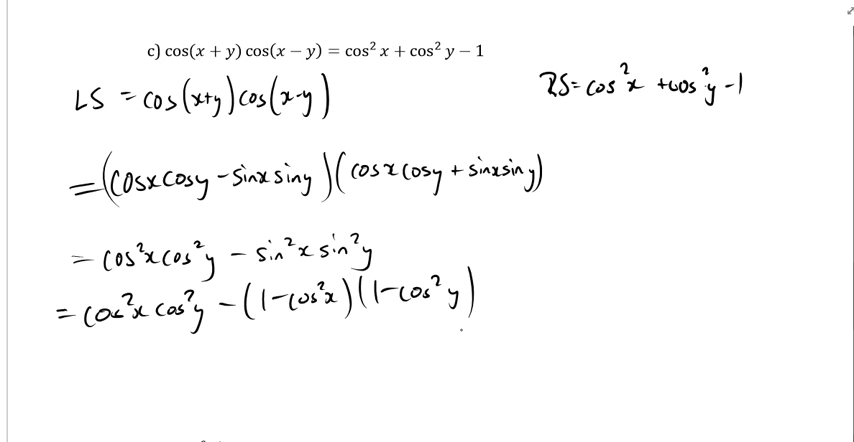 c) cos(x + y) cos(x − y) = cos² x + cos² y − 1
LS = cos(x+y)cos(x-y)
RS = cos²x + cos²y - 1
= (cosx cosy - sinx siny)(cosx cosy + sinx siny)
= cos²x cos²y - sin²x sin²y
= cos²x cos²y - (1-cos²x)(1-cos²y)